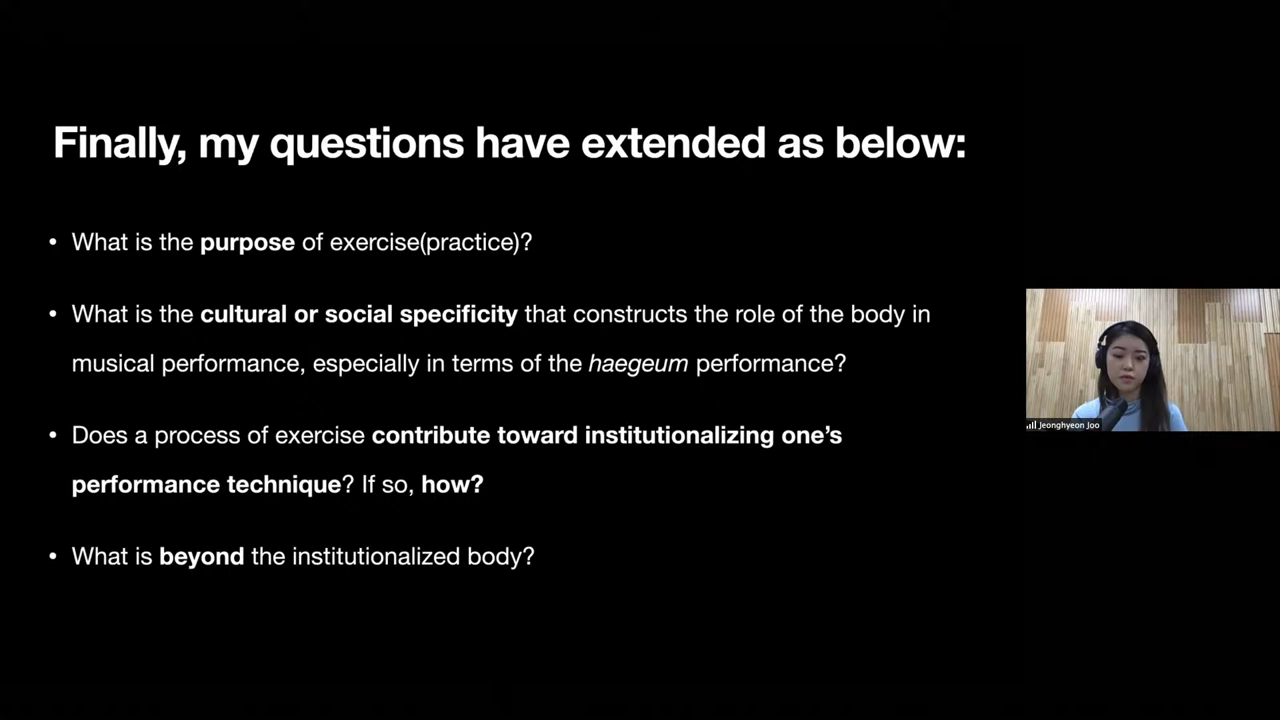 Finally, my questions have extended as below:
• What is the purpose of exercise(practice)?
• What is the cultural or social specificity that constructs the role of the body in
musical performance, especially in terms of the haegeum performance?
• Does a process of exercise contribute toward institutionalizing one’s
performance technique? If so, how?
• What is beyond the institutionalized body?
Jeonghyeon Joo